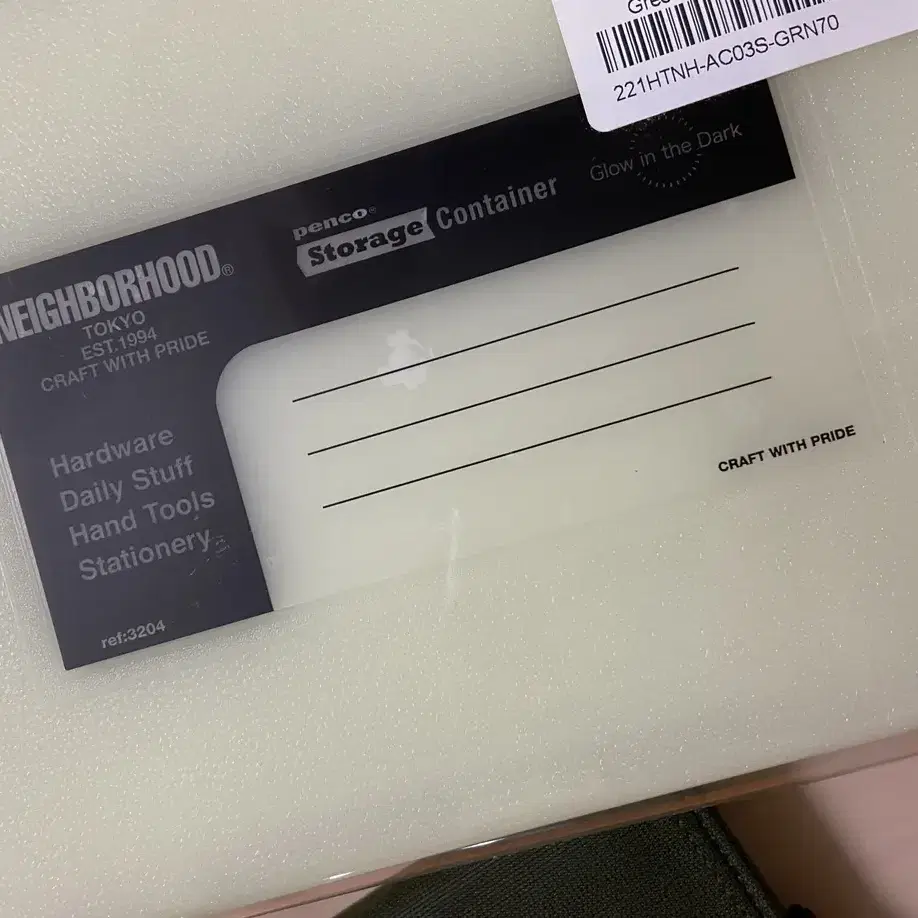 221HTNH-AC03S-GRN70
Glow in the Dark
penco®
Storage Container
NEIGHBORHOOD®
TOKYO
EST.1994
CRAFT WITH PRIDE
Hardware
Daily Stuff
Hand Tools
Stationery
ref:3204
CRAFT WITH PRIDE